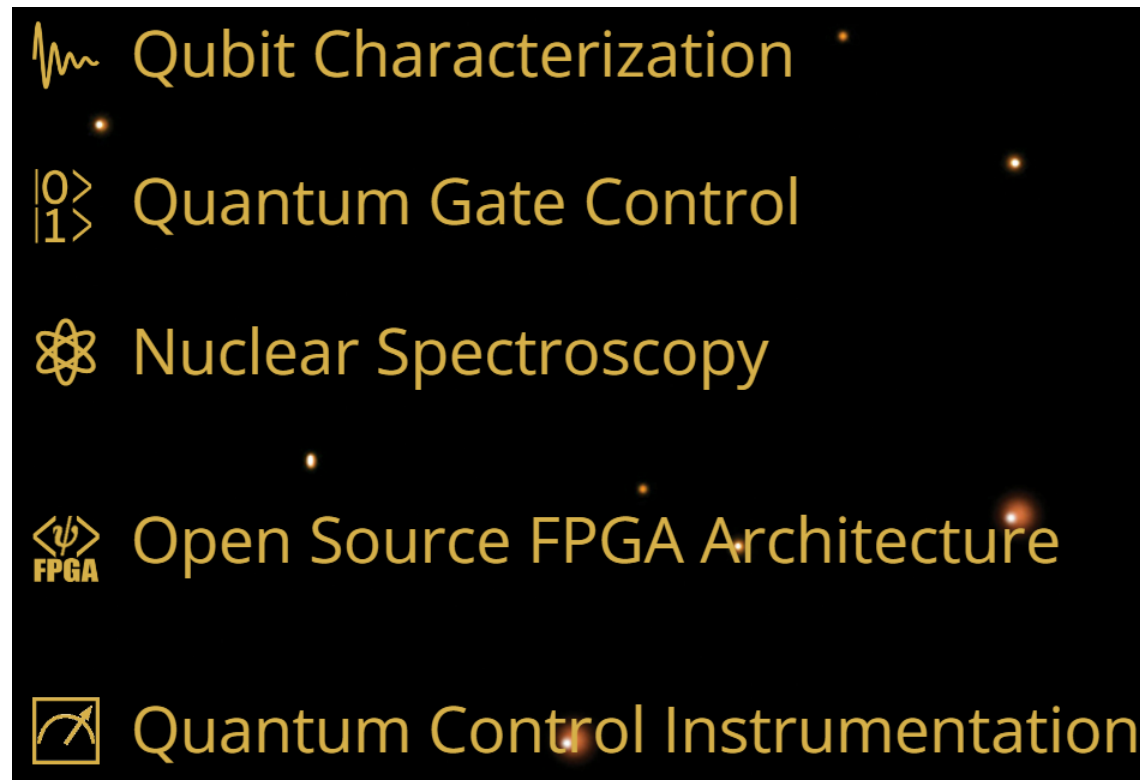 Qubit Characterization
|0>
|1>
Quantum Gate Control
Nuclear Spectroscopy
<ψ>
FPGA
Open Source FPGA Architecture
Quantum Control Instrumentation